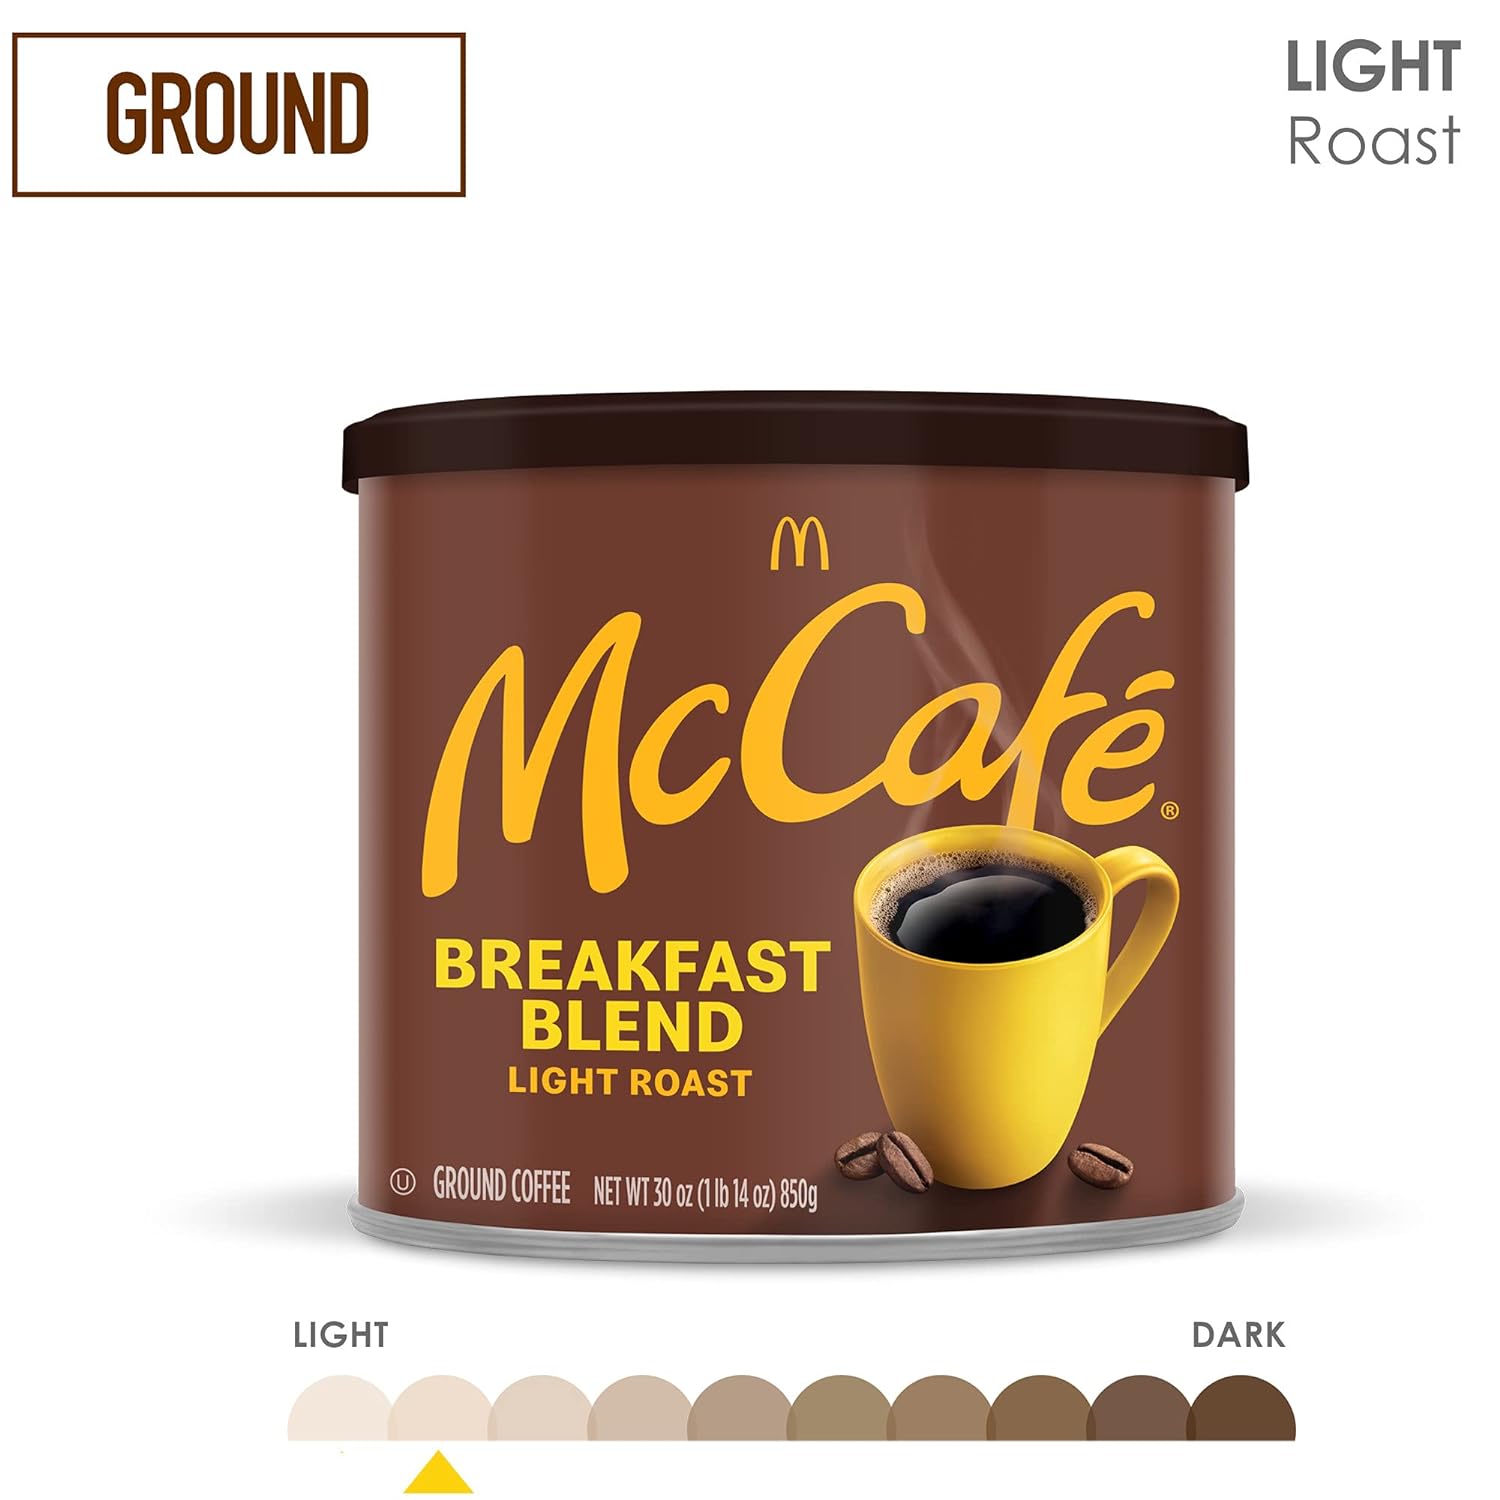 GROUND
LIGHT
Roast
M
McCafé®
BREAKFAST
BLEND
LIGHT ROAST
U GROUND COFFEE NET WT 30 oz (1 lb 14 oz) 850g
LIGHT DARK